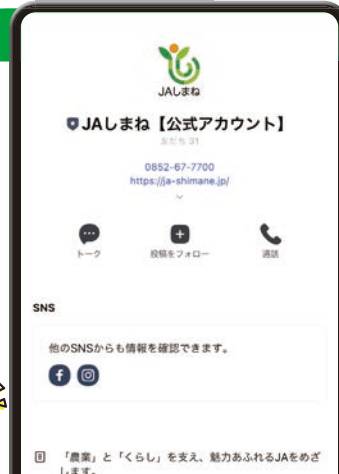 JAしまね
JAしまね【公式アカウント】
友だち 31
0852-67-7700
https://ja-shimane.jp/
トーク
投稿をフォロー
通話
SNS
他のSNSからも情報を確認できます。
「農業」と「くらし」を支え、魅力あふれるJAをめざ
します。